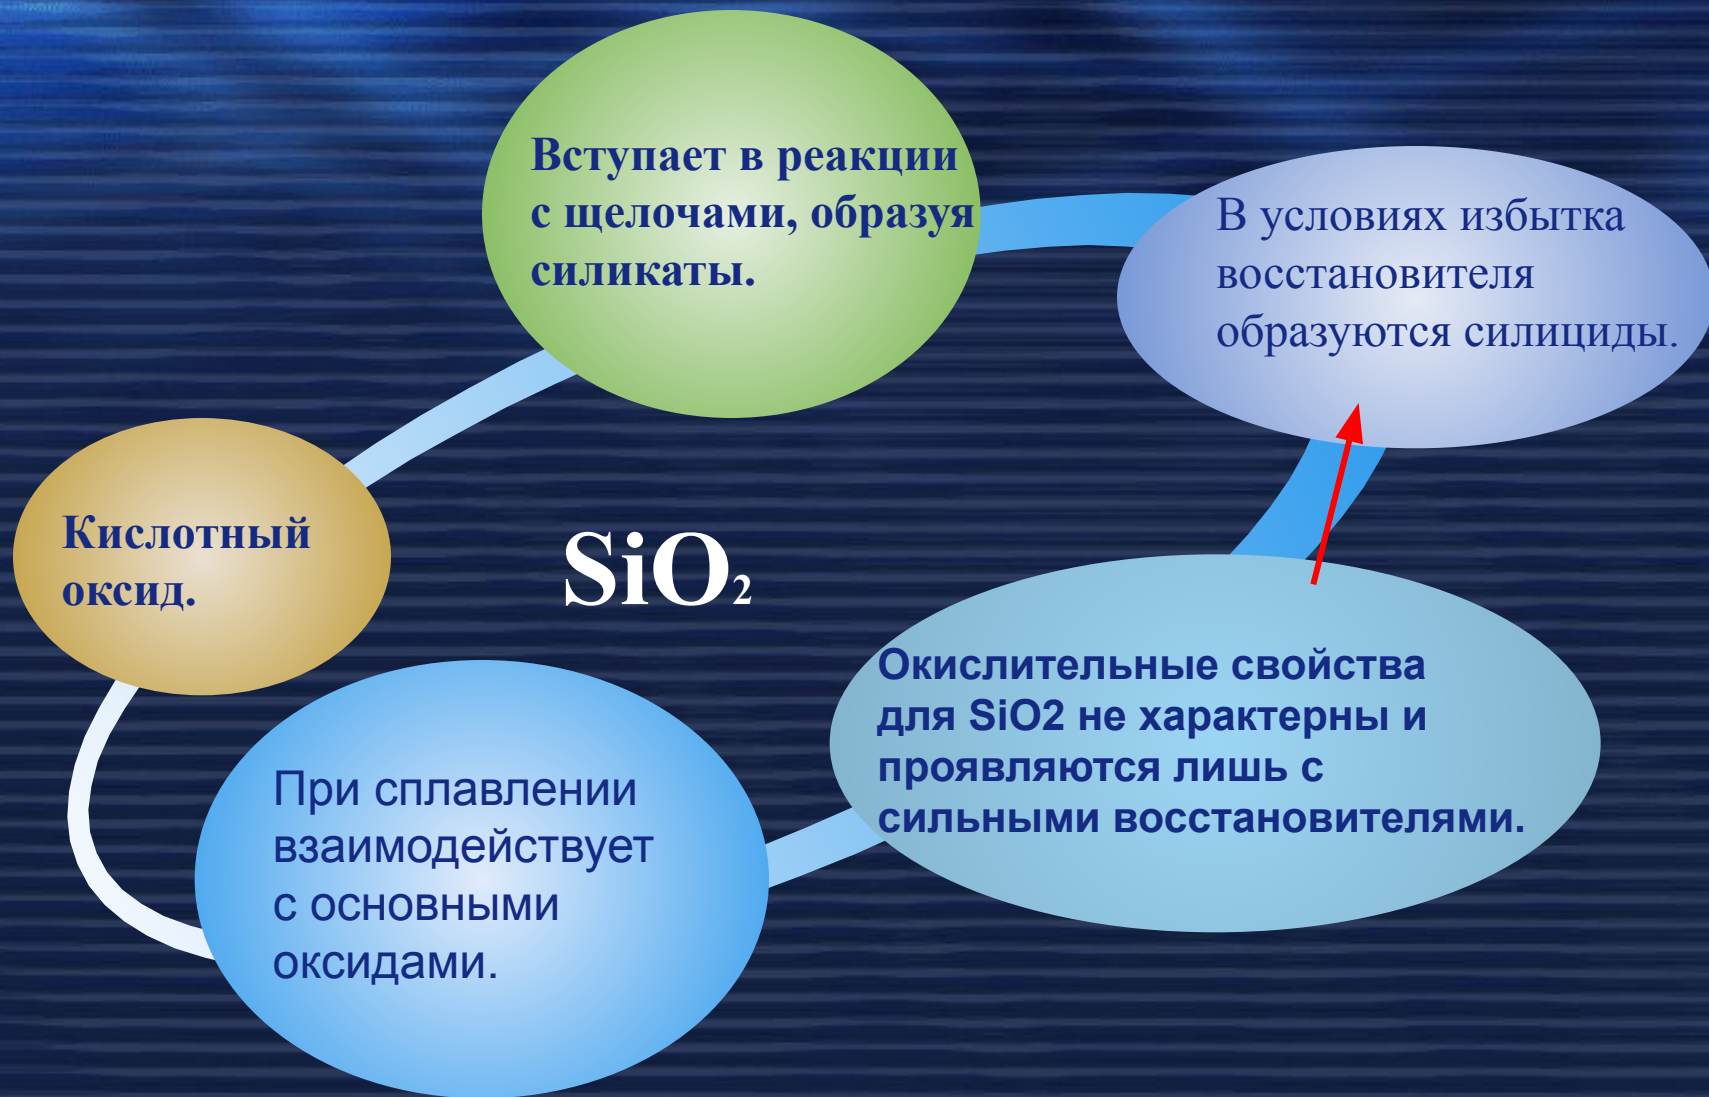 Вступает в реакции
с щелочами, образуя
силикаты.
В условиях избытка
восстановителя
образуются силициды.
Кислотный
оксид.
SiO₂
Окислительные свойства
для SiO2 не характерны и
проявляются лишь с
сильными восстановителями.
При сплавлении
взаимодействует
с основными
оксидами.